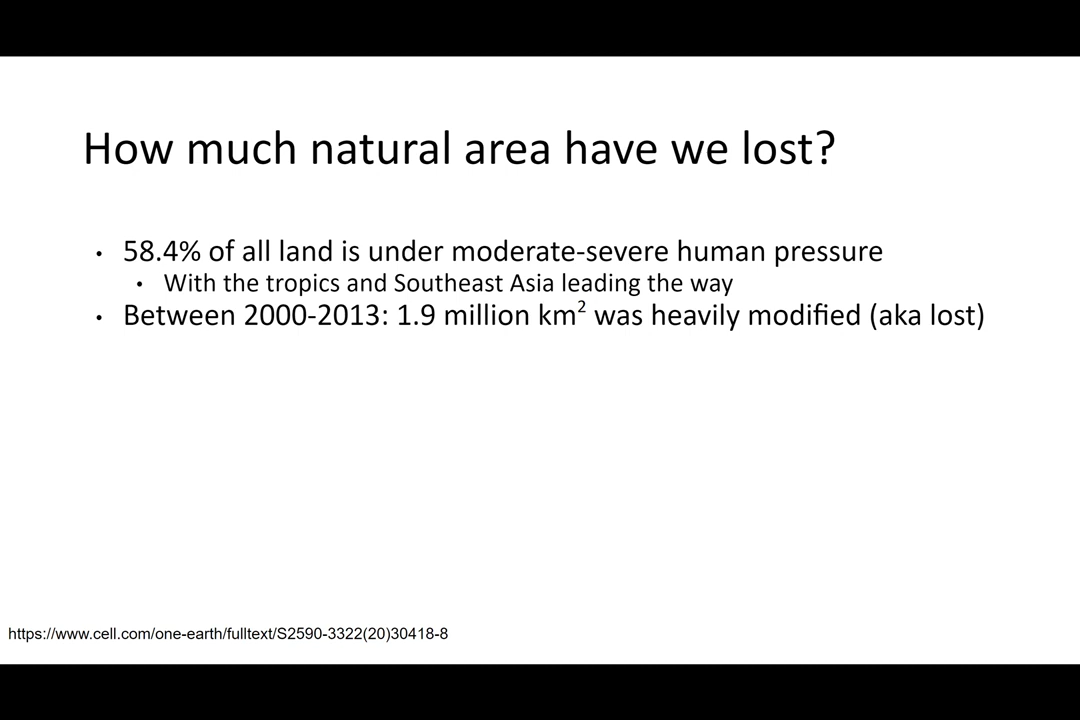 How much natural area have we lost?
• 58.4% of all land is under moderate-severe human pressure
• With the tropics and Southeast Asia leading the way
• Between 2000-2013: 1.9 million km² was heavily modified (aka lost)
https://www.cell.com/one-earth/fulltext/S2590-3322(20)30418-8